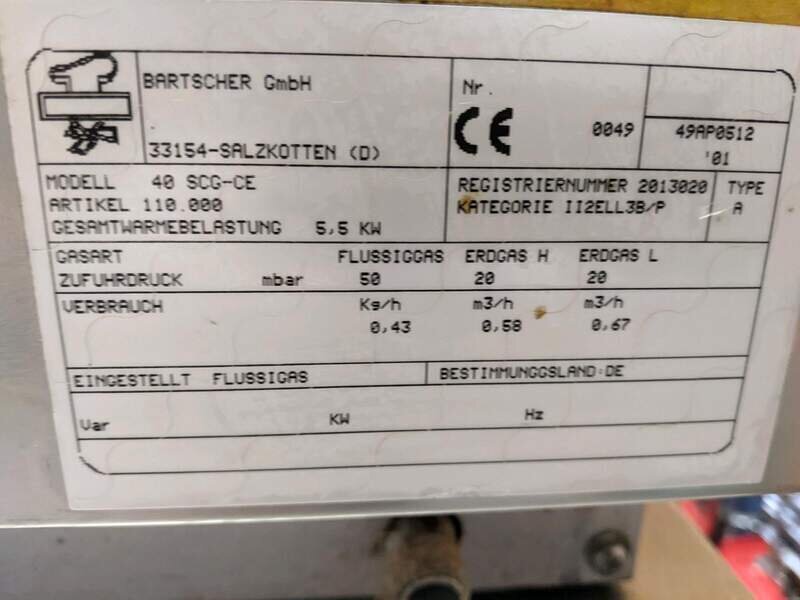 BARTSCHER GmbH
33154-SALZKOTTEN (D)
Nr.
CE 0049
49AP0512
'01
MODELL 40 SCG-CE
ARTIKEL 110.000
GESAMTWARMEBELASTUNG 5,5 KW
REGISTRIERNUMMER 2013020
KATEGORIE II2ELL3B/P
TYPE
A
GASART FLUSSIGGAS ERDGAS H ERDGAS L
ZUFUHRDRUCK mbar 50 20 20
VERBRAUCH Kg/h m3/h m3/h
0,43 0,58 0,67
EINGESTELLT FLUSSIGAS BESTIMMUNGGSLAND:DE
Var KW Hz